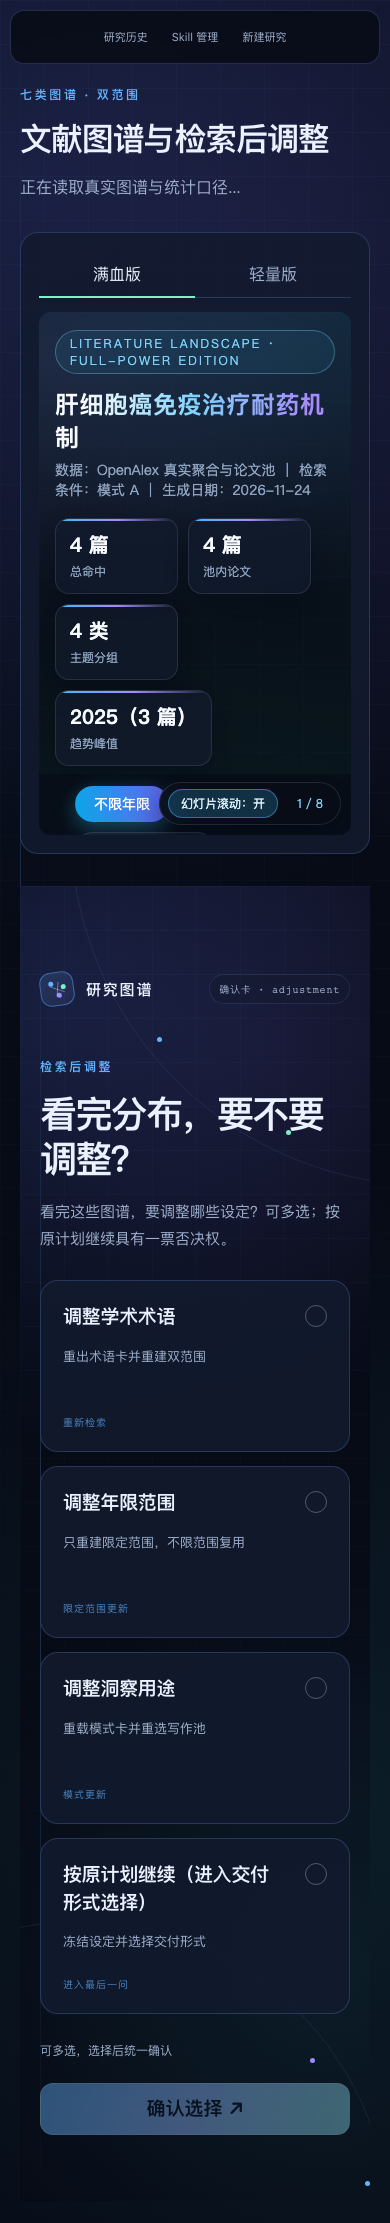 研究历史 Skill 管理 新建研究
七类图谱 · 双范围
文献图谱与检索后调整
正在读取真实图谱与统计口径...
满血版 轻量版
LITERATURE LANDSCAPE ·
FULL-POWER EDITION
肝细胞癌免疫治疗耐药机
制
数据：OpenAlex 真实聚合与论文池 ｜ 检索
条件：模式 A ｜ 生成日期：2026-11-24
4 篇 4 篇
总命中 池内论文
4 类
主题分组
2025（3 篇）
趋势峰值
不限年限 幻灯片滚动：开 1 / 8
研究图谱 确认卡 · adjustment
检索后调整
看完分布，要不要
调整？
看完这些图谱，要调整哪些设定？可多选；按
原计划继续具有一票否决权。
调整学术术语
重出术语卡并重建双范围
重新检索
调整年限范围
只重建限定范围，不限范围复用
限定范围更新
调整洞察用途
重载模式卡并重选写作池
模式更新
按原计划继续（进入交付
形式选择）
冻结设定并选择交付形式
进入最后一问
可多选，选择后统一确认
确认选择 ↗